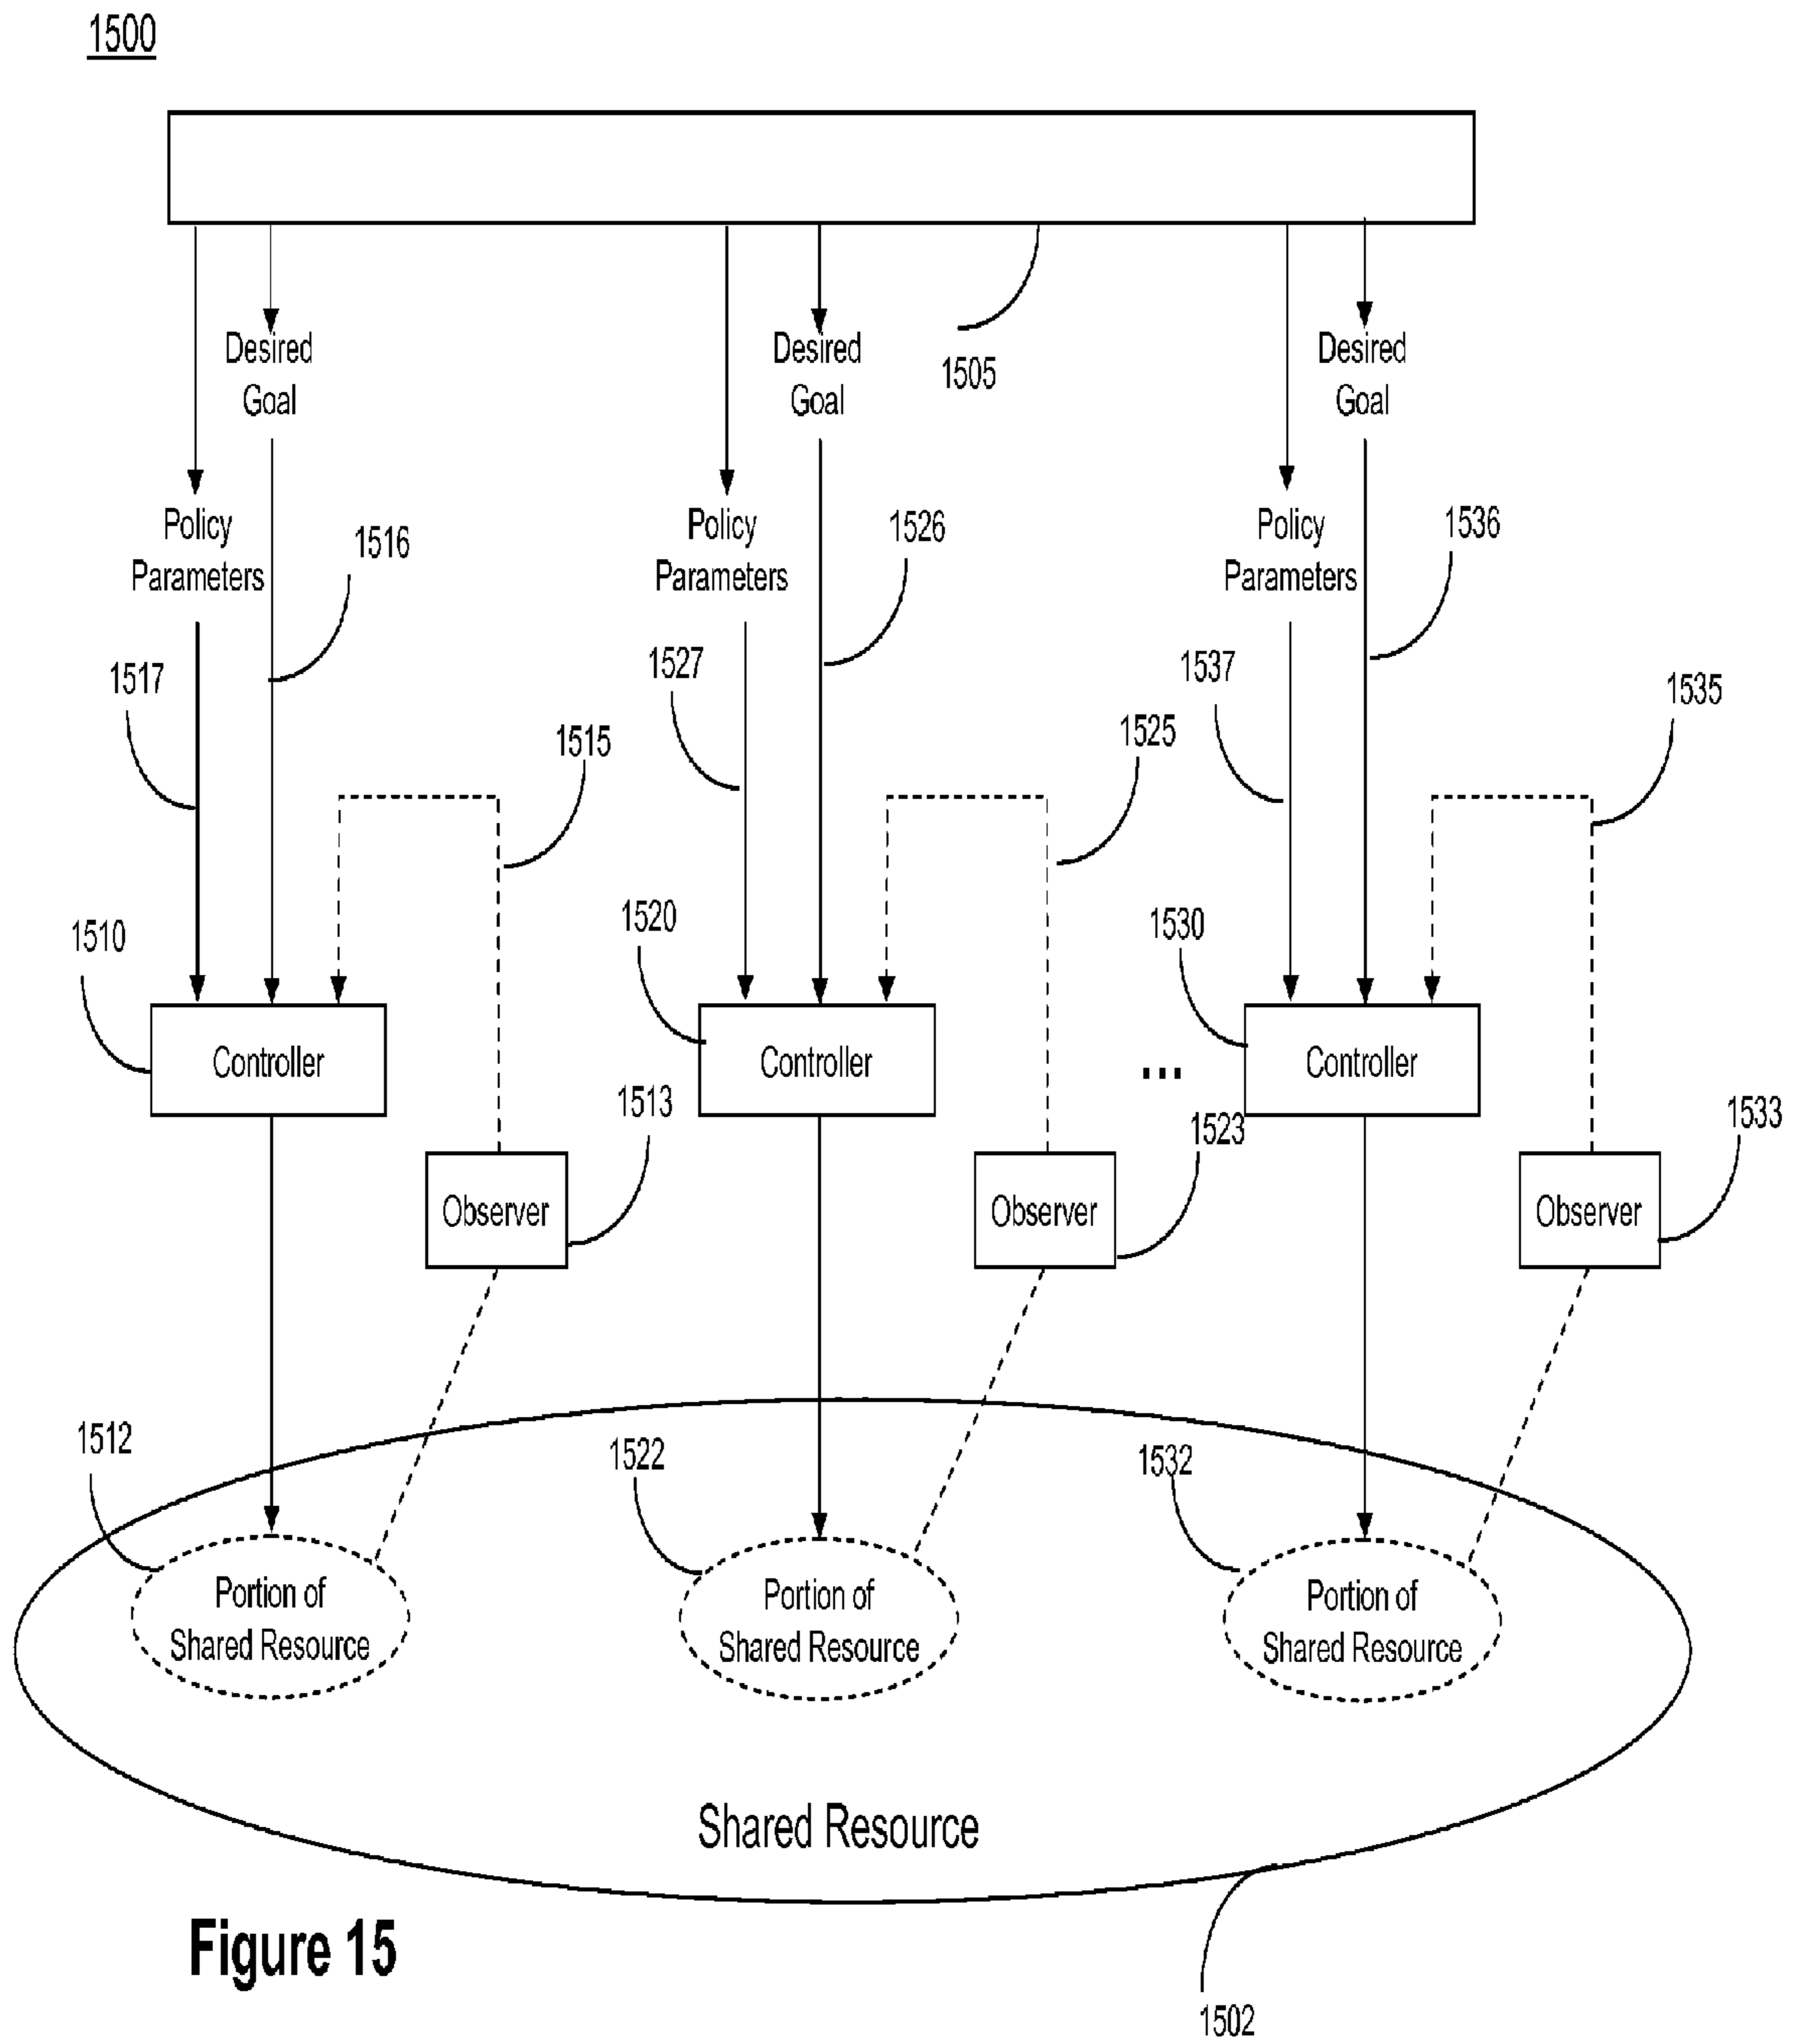 1500
Desired
Goal
Desired
Goal
1505
Desired
Goal
Policy
Parameters
1516
Policy
Parameters
1526
Policy
Parameters
1536
1517
1515
1527
1525
1537
1535
1510
1520
1530
Controller
Controller
...
Controller
1513
1523
1533
Observer
Observer
Observer
1512
1522
1532
Portion of
Shared Resource
Portion of
Shared Resource
Portion of
Shared Resource
Shared Resource
Figure 15
1502